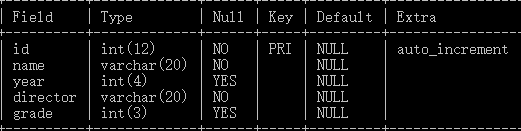 | Field | Type | Null | Key | Default | Extra |
| id | int(12) | NO | PRI | NULL | auto_increment |
| name | varchar(20) | NO | | NULL | |
| year | int(4) | YES | | NULL | |
| director | varchar(20) | NO | | NULL | |
| grade | int(3) | YES | | NULL | |